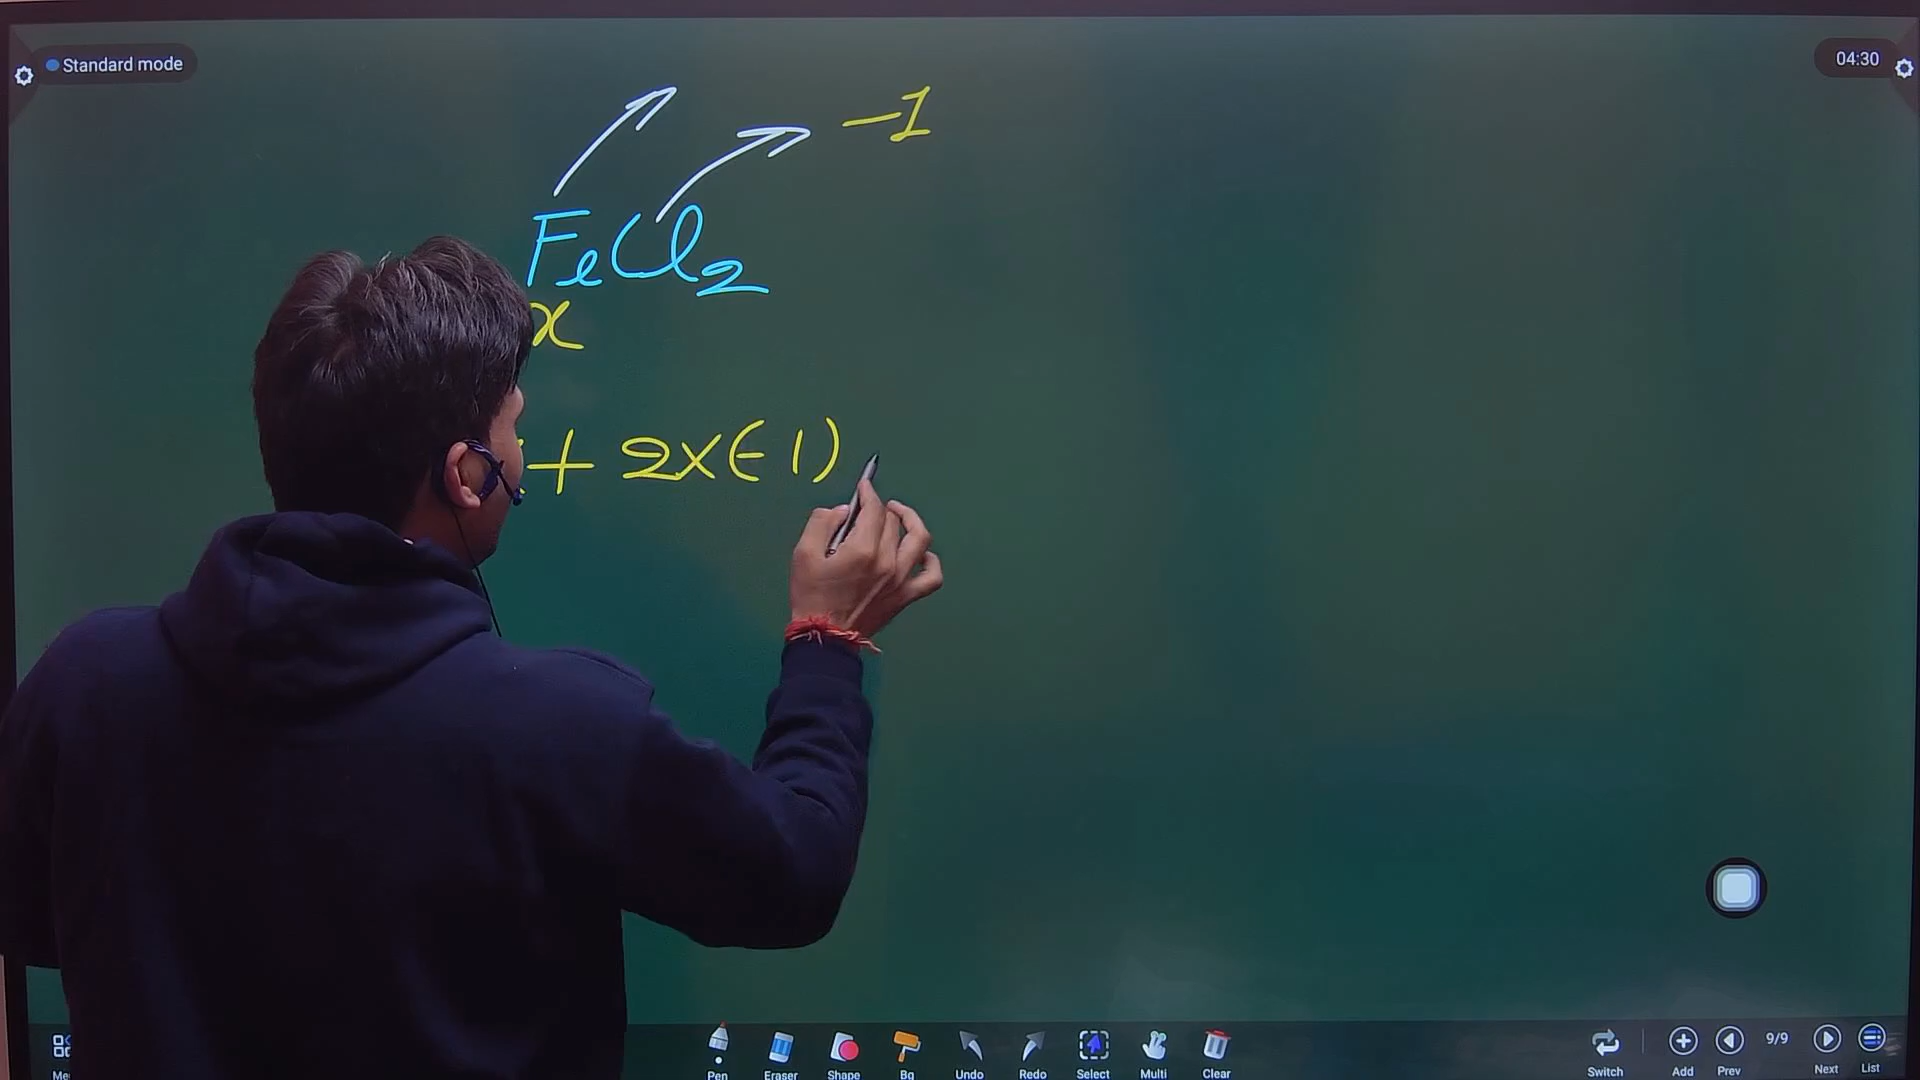 Standard mode
04:30
-1
FeCl2
x
+ 2x(-1)
Pen
Eraser
Shape
Bg
Undo
Redo
Select
Multi
Clear
Switch
Add
Prev
9/9
Next
List